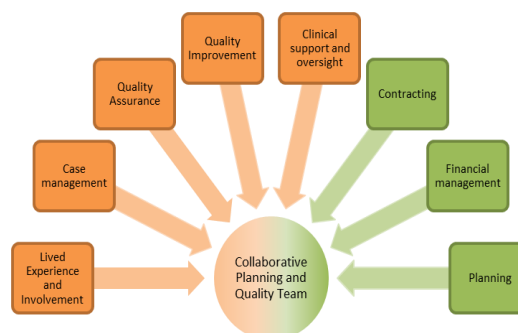 Clinical
support and
oversight
Quality
Improvement
Quality
Assurance
Contracting
Case
management
Financial
management
Lived
Experience
and
Involvement
Collaborative
Planning and
Quality Team
Planning